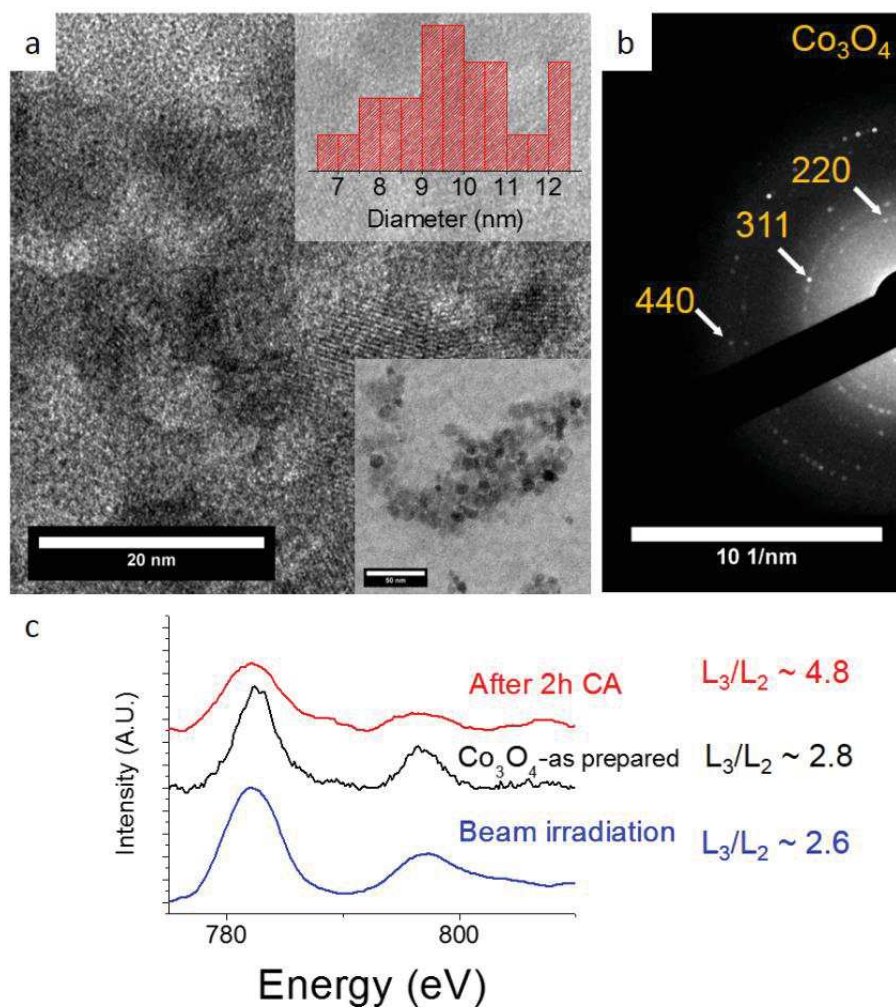 a
7 8 9 10 11 12
Diameter (nm)
20 nm
50 nm
b
Co₃O₄
220
311
440
10 1/nm
c
Intensity (A.U.)
After 2h CA
L₃/L₂ ~ 4.8
Co₃O₄-as prepared
L₃/L₂ ~ 2.8
Beam irradiation
L₃/L₂ ~ 2.6
780 800
Energy (eV)